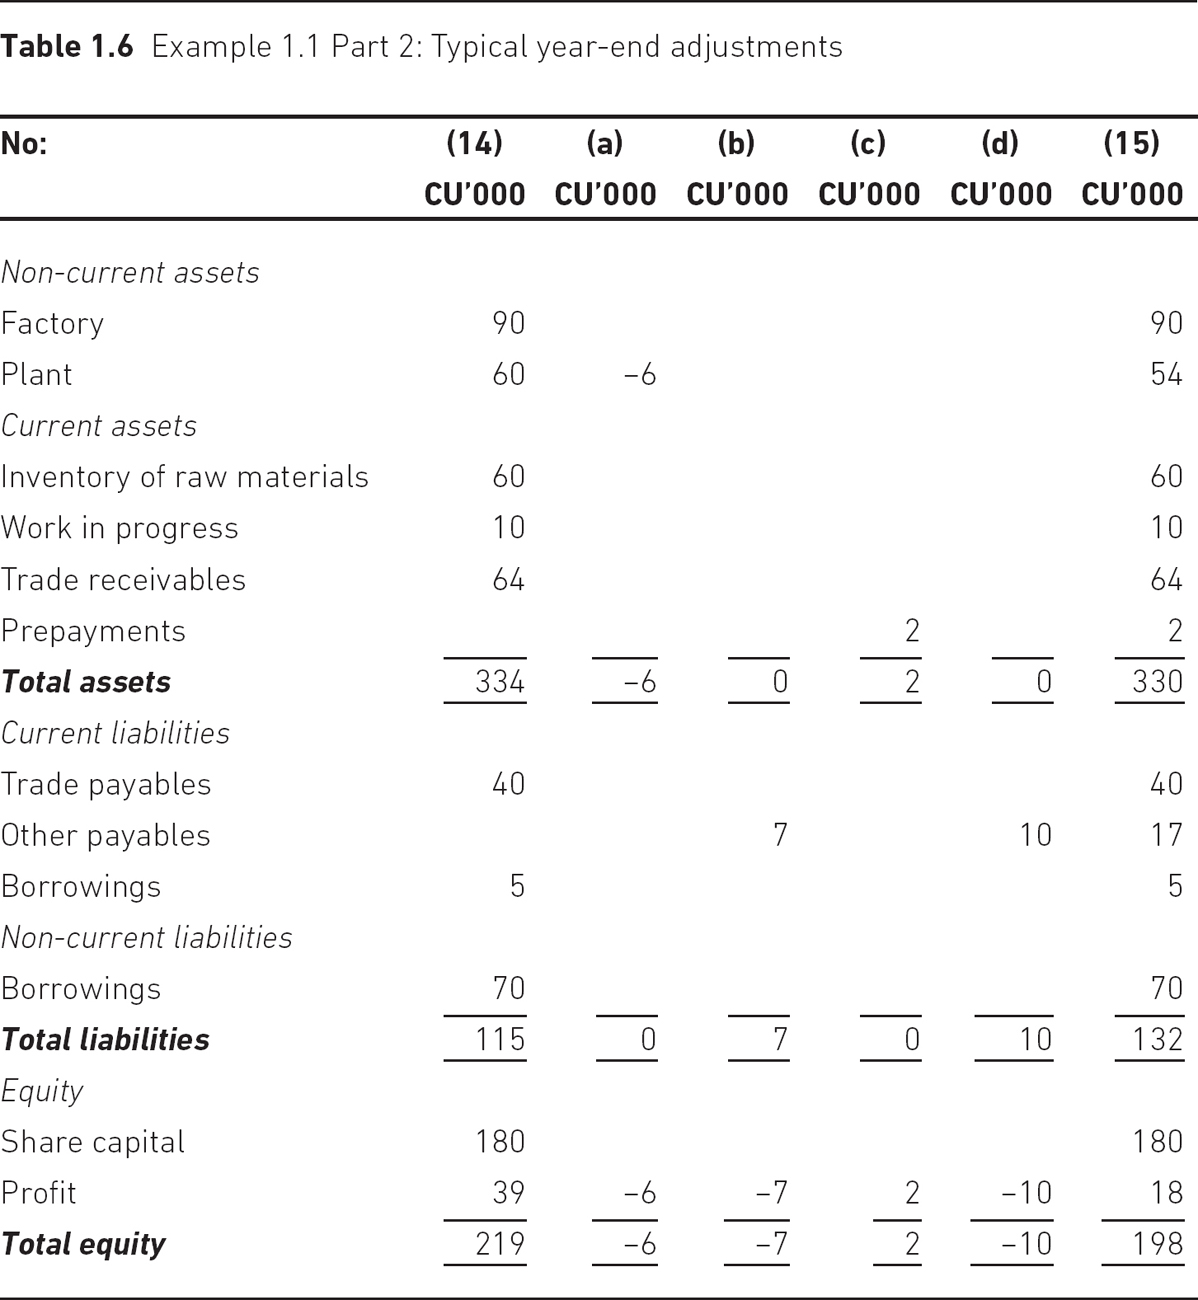 Table 1.6 Example 1.1 Part 2: Typical year-end adjustments
No: (14) (a) (b) (c) (d) (15)
CU’000 CU’000 CU’000 CU’000 CU’000 CU’000
Non-current assets
Factory 90 90
Plant 60 –6 54
Current assets
Inventory of raw materials 60 60
Work in progress 10 10
Trade receivables 64 64
Prepayments 2 2
Total assets 334 –6 0 2 0 330
Current liabilities
Trade payables 40 40
Other payables 7 10 17
Borrowings 5 5
Non-current liabilities
Borrowings 70 70
Total liabilities 115 0 7 0 10 132
Equity
Share capital 180 180
Profit 39 –6 –7 2 –10 18
Total equity 219 –6 –7 2 –10 198